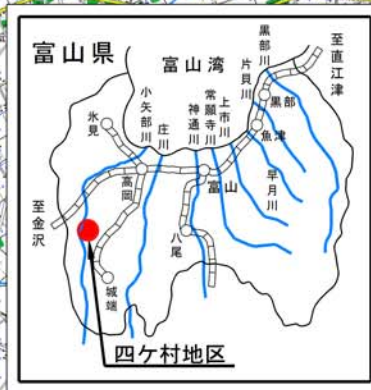 富山県
富山湾
至直江津
黒部川
片貝川
黒部
魚津
早月川
上市川
常願寺川
神通川
富山
八尾
庄川
小矢部川
氷見
高岡
至金沢
城端
四ケ村地区